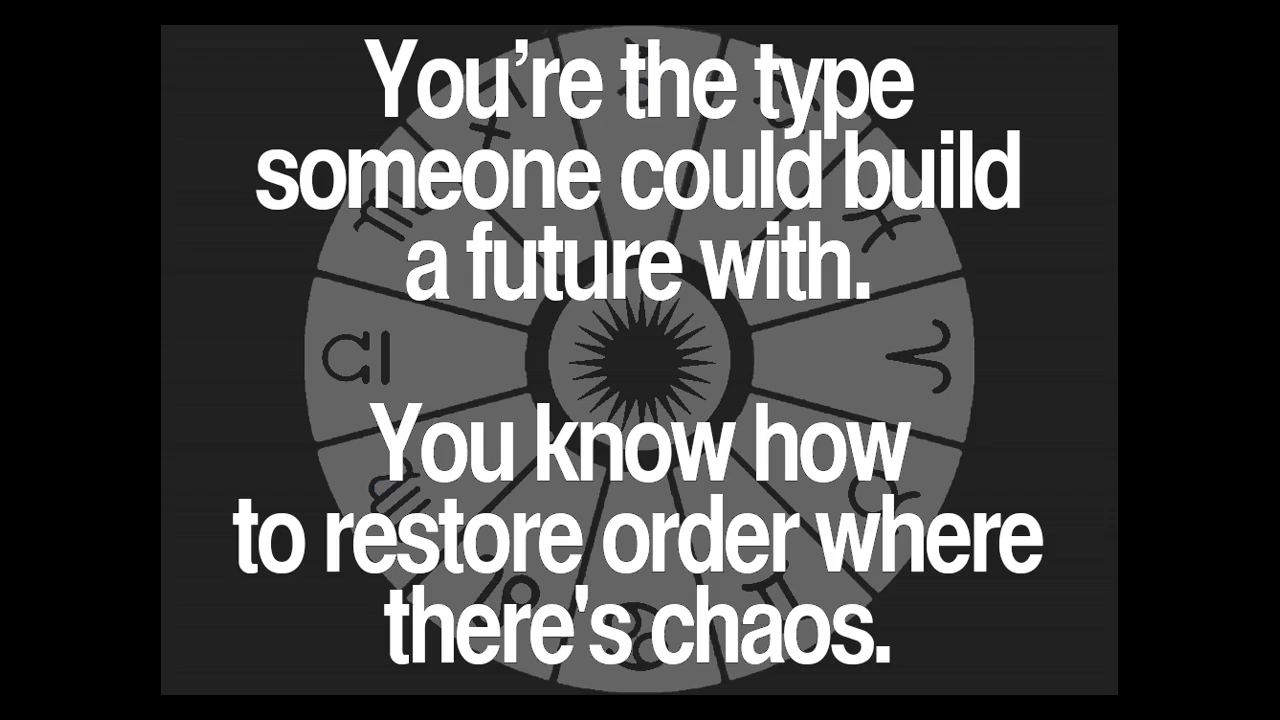 You’re the type
someone could build
a future with.
You know how
to restore order where
there's chaos.